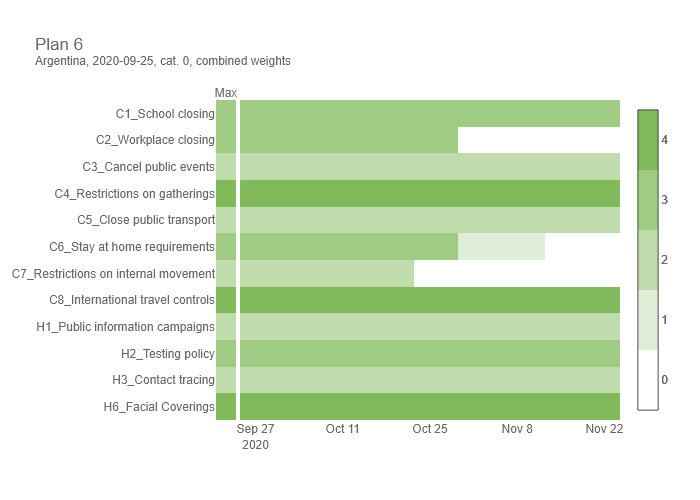 Plan 6
Argentina, 2020-09-25, cat. 0, combined weights
Max
C1_School closing
C2_Workplace closing
C3_Cancel public events
C4_Restrictions on gatherings
C5_Close public transport
C6_Stay at home requirements
C7_Restrictions on internal movement
C8_International travel controls
H1_Public information campaigns
H2_Testing policy
H3_Contact tracing
H6_Facial Coverings
Sep 27 Oct 11 Oct 25 Nov 8 Nov 22
2020
4
3
2
1
0